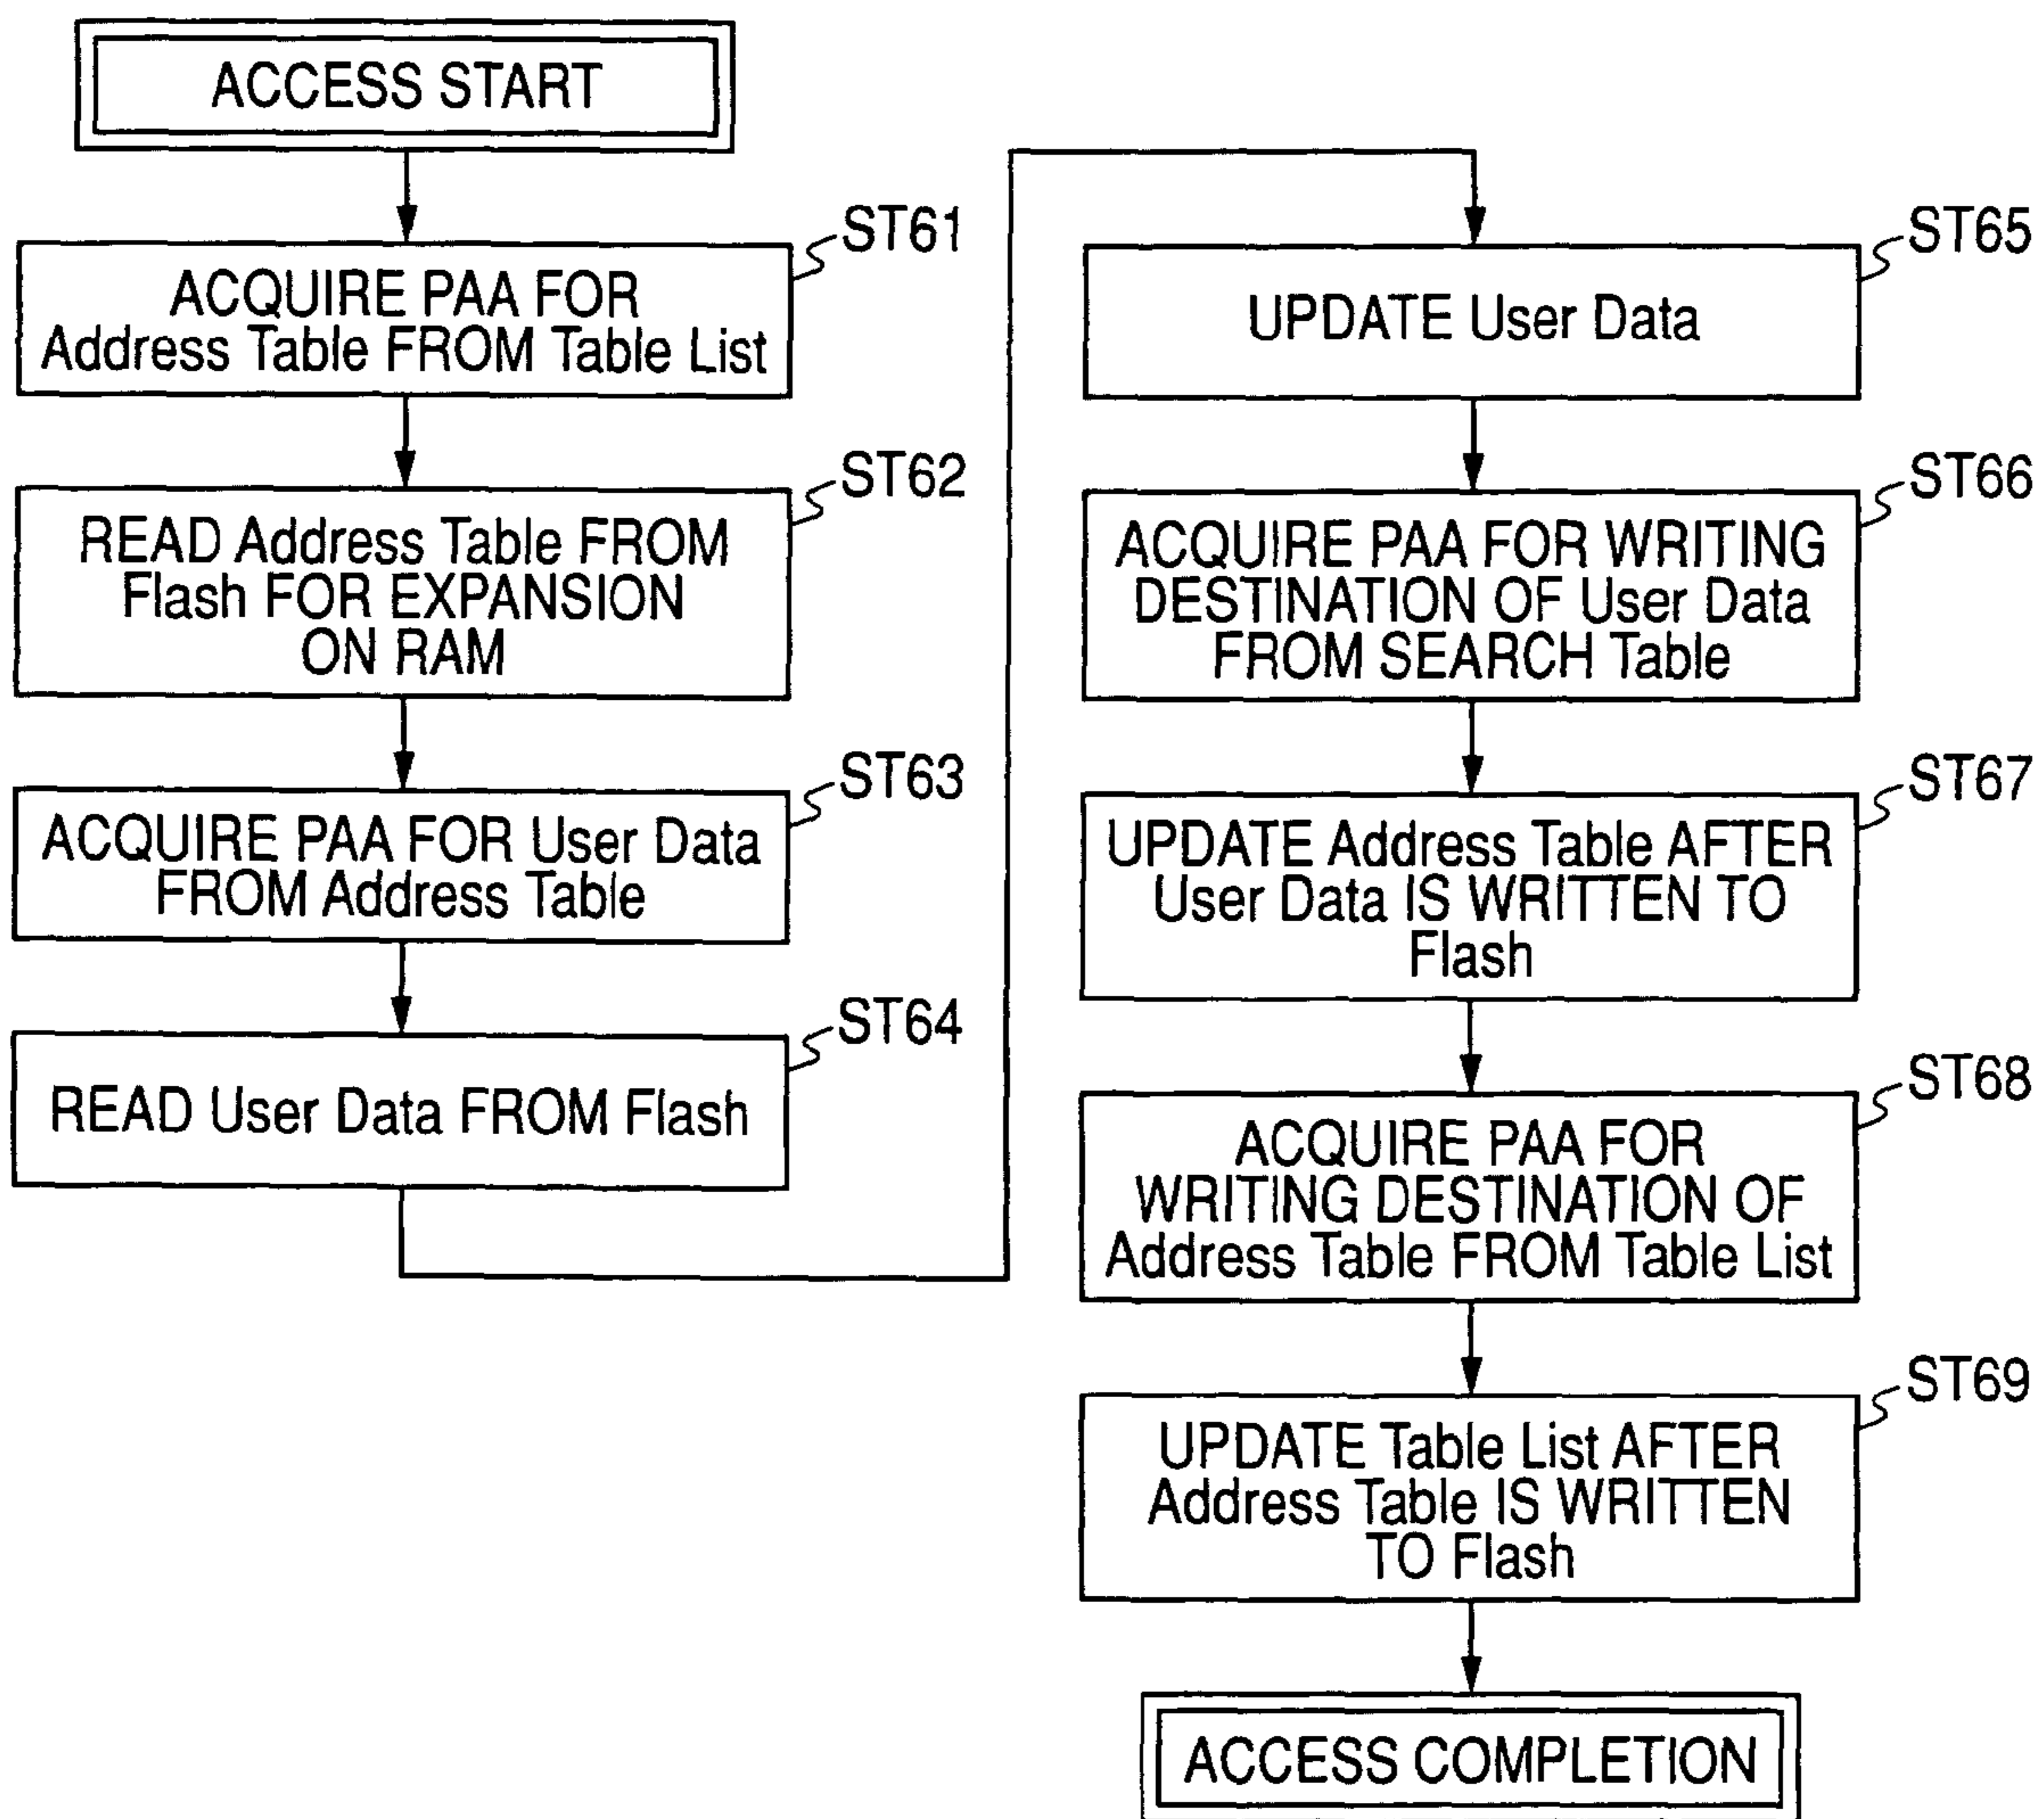 ACCESS START
ST61
ACQUIRE PAA FOR
Address Table FROM Table List
ST62
READ Address Table FROM
Flash FOR EXPANSION
ON RAM
ST63
ACQUIRE PAA FOR User Data
FROM Address Table
ST64
READ User Data FROM Flash
ST65
UPDATE User Data
ST66
ACQUIRE PAA FOR WRITING
DESTINATION OF User Data
FROM SEARCH Table
ST67
UPDATE Address Table AFTER
User Data IS WRITTEN TO
Flash
ST68
ACQUIRE PAA FOR
WRITING DESTINATION OF
Address Table FROM Table List
ST69
UPDATE Table List AFTER
Address Table IS WRITTEN
TO Flash
ACCESS COMPLETION